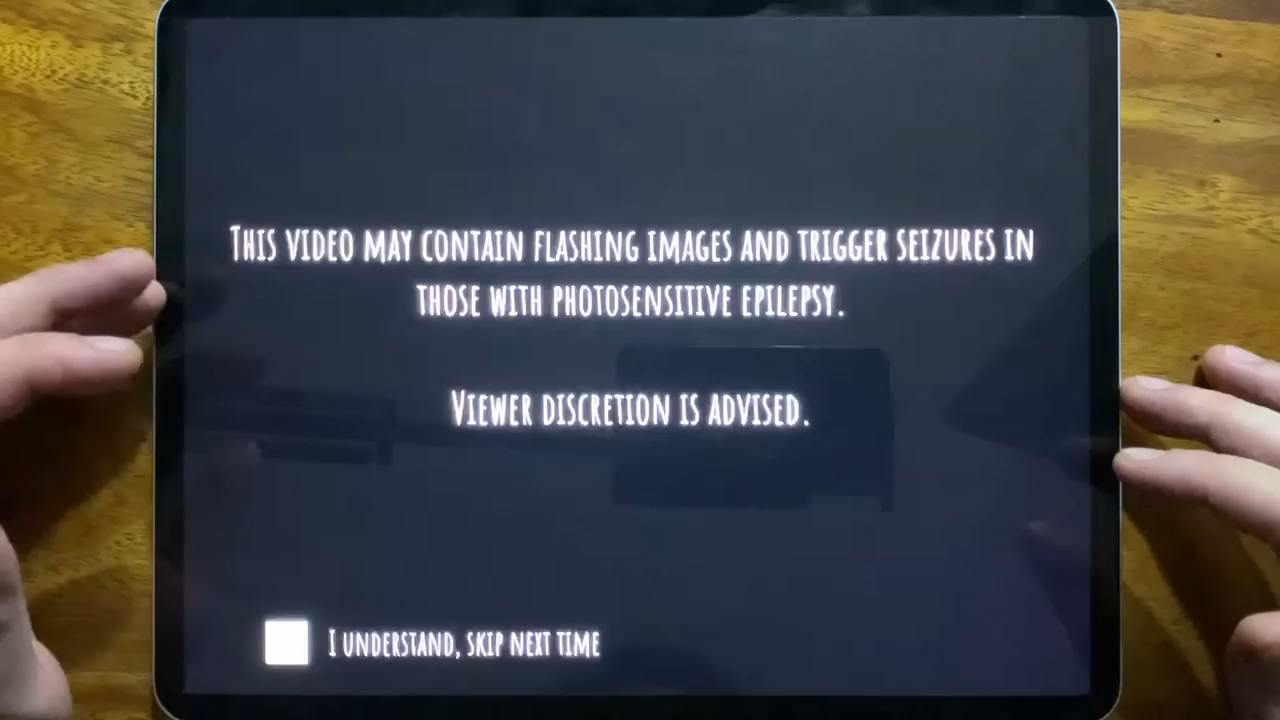 This video may contain flashing images and trigger seizures in
those with photosensitive epilepsy.
Viewer discretion is advised.
I understand, skip next time